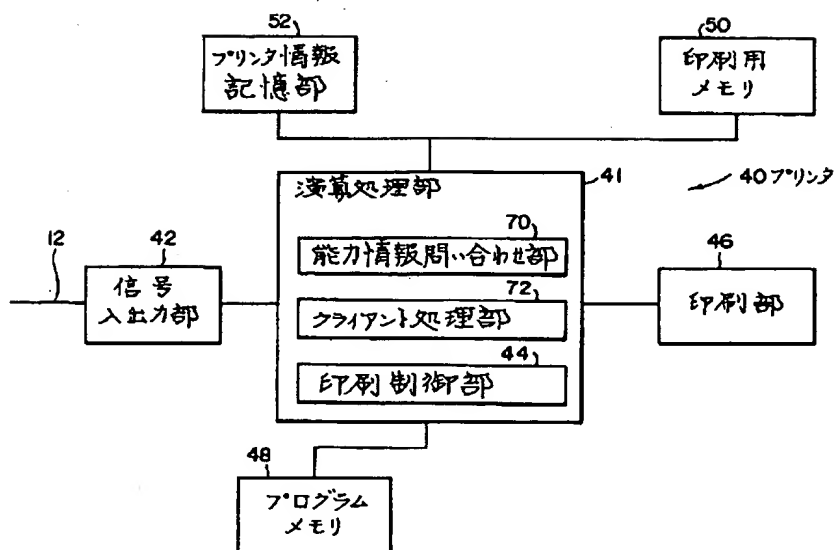 52
プリンタ情報
記憶部
50
印刷用
メモリ
演算処理部
41
40プリンタ
12
42
信号
入出力部
70
能力情報問い合わせ部
72
クライアント処理部
44
印刷制御部
46
印刷部
48
プログラム
メモリ